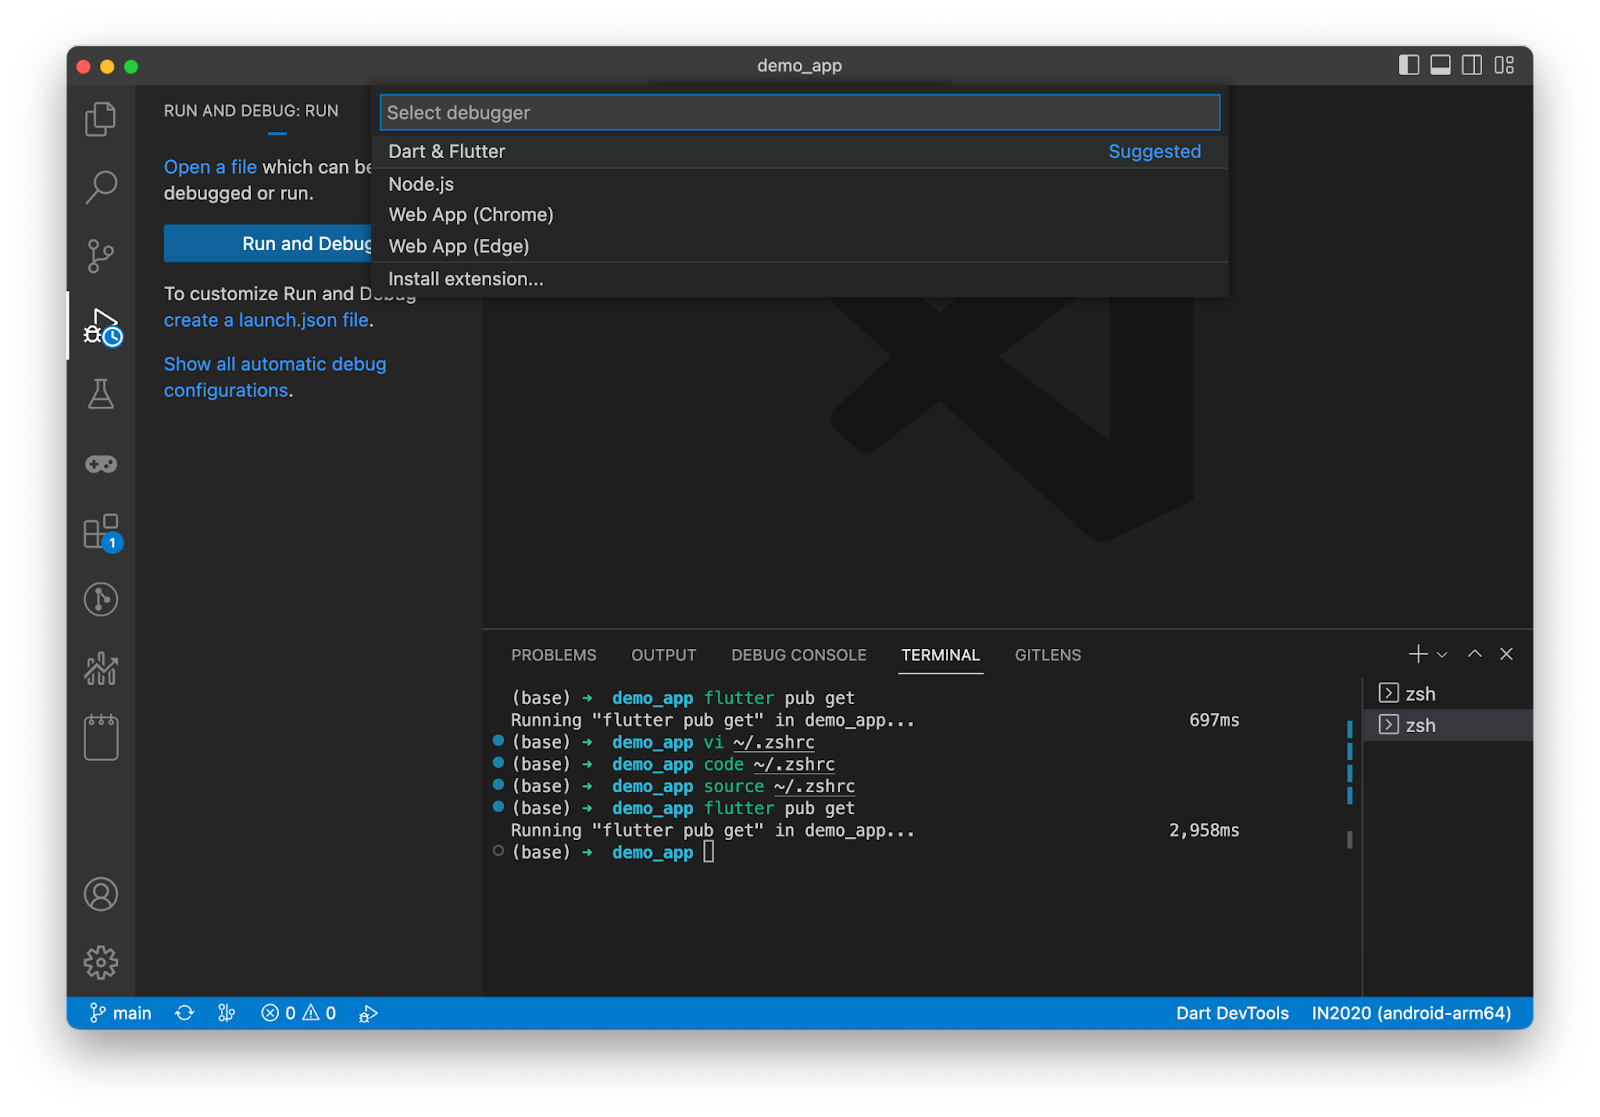 demo_app
RUN AND DEBUG: RUN
Open a file which can be
debugged or run.
Run and Debug
To customize Run and Debug
create a launch.json file.
Show all automatic debug
configurations.
Select debugger
Dart & Flutter Suggested
Node.js
Web App (Chrome)
Web App (Edge)
Install extension...
1
PROBLEMS OUTPUT DEBUG CONSOLE TERMINAL GITLENS
(base) → demo_app flutter pub get
Running "flutter pub get" in demo_app... 697ms
(base) → demo_app vi ~/.zshrc
(base) → demo_app code ~/.zshrc
(base) → demo_app source ~/.zshrc
(base) → demo_app flutter pub get
Running "flutter pub get" in demo_app... 2,958ms
(base) → demo_app
zsh
zsh
main 0 0 Dart DevTools IN2020 (android-arm64)